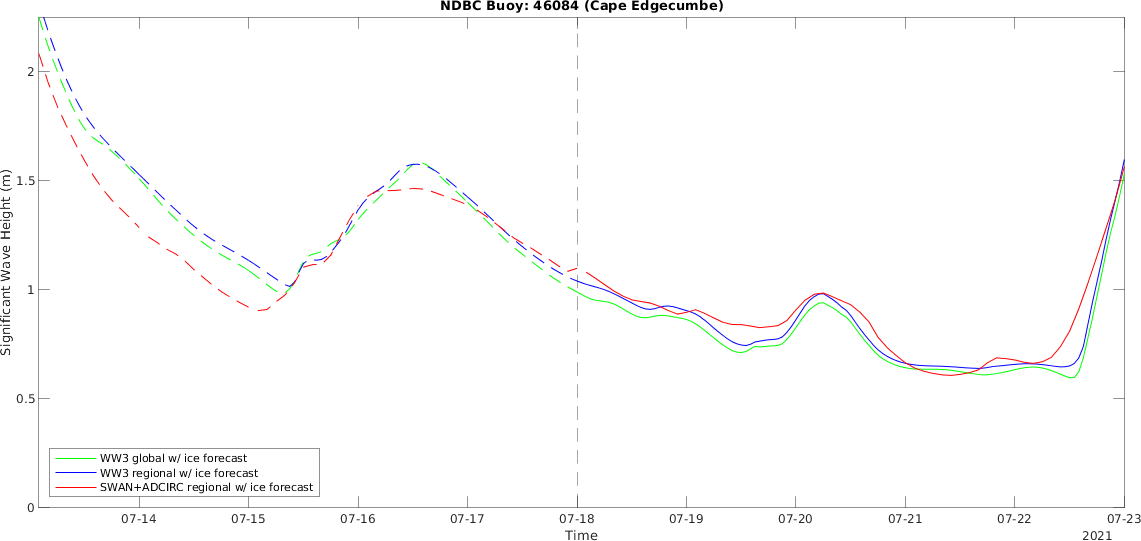 NDBC Buoy: 46084 (Cape Edgecumbe)
Significant Wave Height (m)
2
1.5
1
0.5
0
WW3 global w/ ice forecast
WW3 regional w/ ice forecast
SWAN+ADCIRC regional w/ ice forecast
07-14 07-15 07-16 07-17 07-18 07-19 07-20 07-21 07-22 07-23
Time
2021